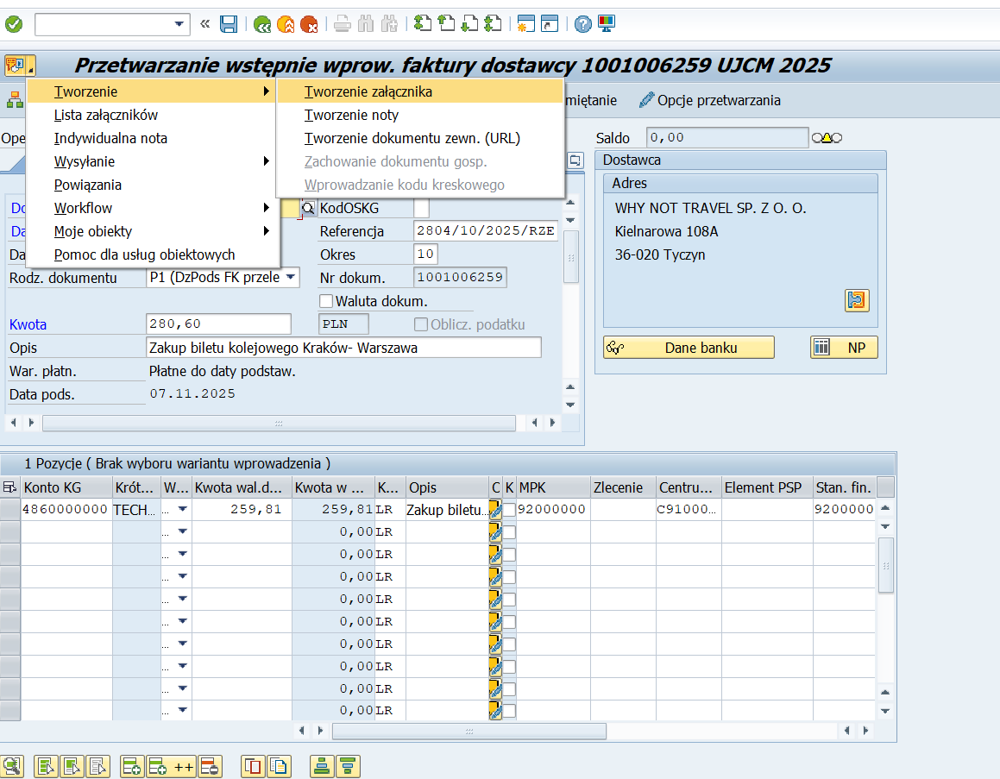 Przetwarzanie wstępnie wprow. faktury dostawcy 1001006259 UJCM 2025
Tworzenie
Lista załączników
Indywidualna nota
Wysyłanie
Powiązania
Workflow
Moje obiekty
Pomoc dla usług obiektowych
Tworzenie załącznika
Tworzenie noty
Tworzenie dokumentu zewn. (URL)
Zachowanie dokumentu gosp.
Wprowadzanie kodu kreskowego
miętanie Opcje przetwarzania
Ope
Saldo 0,00
Dostawca
Adres
WHY NOT TRAVEL SP. Z O. O.
Kielnarowa 108A
36-020 Tyczyn
Dane banku NP
Do KodOSKG
Da Referencja 2804/10/2025/RZE
Da Okres 10
Rodz. dokumentu P1 (DzPods FK przele Nr dokum. 1001006259
Waluta dokum.
Kwota 280,60 PLN Oblicz. podatku
Opis Zakup biletu kolejowego Kraków- Warszawa
War. płatn. Płatne do daty podstaw.
Data pods. 07.11.2025
1 Pozycje ( Brak wyboru wariantu wprowadzenia )
Konto KG Krót... W... Kwota wal.d... Kwota w ... K... Opis C K MPK Zlecenie Centru... Element PSP Stan. fin.
4860000000 TECH... ... 259,81 259,81 LR Zakup biletu... 92000000 C91000... 9200000
... 0,00 LR
... 0,00 LR
... 0,00 LR
... 0,00 LR
... 0,00 LR
... 0,00 LR
... 0,00 LR
... 0,00 LR
... 0,00 LR
++